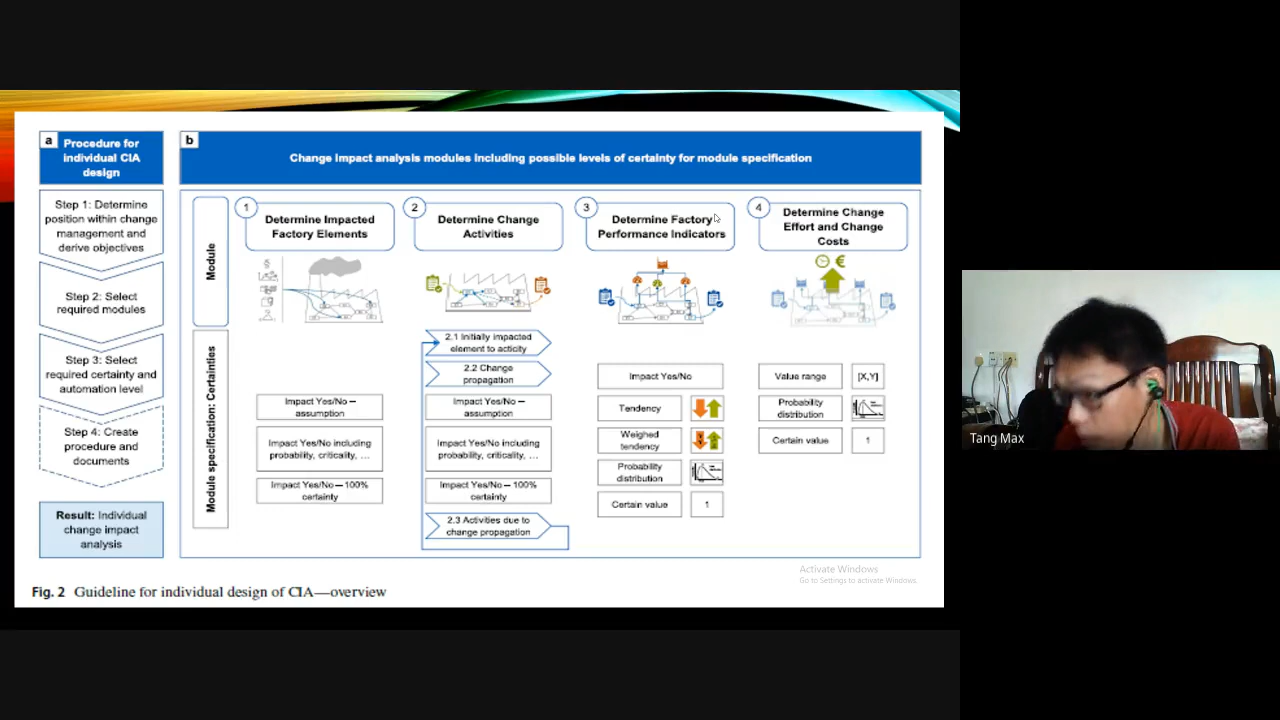 a
Procedure for
individual CIA
design
Step 1: Determine
position within change
management and
derive objectives
Step 2: Select
required modules
Step 3: Select
required certainty and
automation level
Step 4: Create
procedure and
documents
Result: Individual
change impact
analysis
b
Change impact analysis modules including possible levels of certainty for module specification
Module
1
Determine Impacted
Factory Elements
2
Determine Change
Activities
3
Determine Factory
Performance Indicators
4
Determine Change
Effort and Change
Costs
Module specification: Certainties
Impact Yes/No –
assumption
Impact Yes/No including
probability, criticality, ...
Impact Yes/No – 100%
certainty
2.1 Initially impacted
element to acticity
2.2 Change
propagation
Impact Yes/No –
assumption
Impact Yes/No including
probability, criticality, ...
Impact Yes/No – 100%
certainty
2.3 Activities due to
change propagation
Impact Yes/No
Tendency
Weighed
tendency
Probability
distribution
Certain value
1
Value range
[X,Y]
Probability
distribution
Certain value
1
Fig. 2 Guideline for individual design of CIA—overview
Activate Windows
Go to Settings to activate Windows.
Tang Max